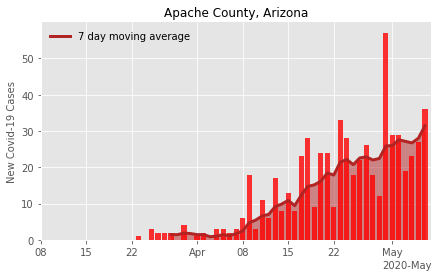 Apache County, Arizona
7 day moving average
New Covid-19 Cases
50
40
30
20
10
0
08 15 22 Apr 08 15 22 May
2020-May